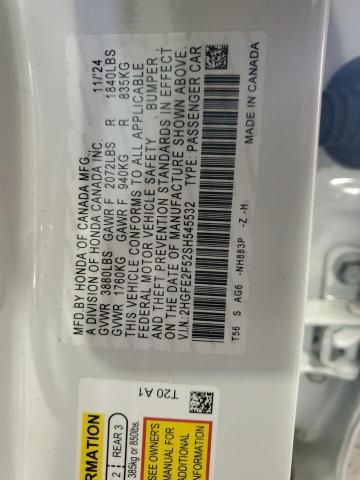 MFD BY HONDA OF CANADA MFG.
A DIVISION OF HONDA CANADA INC. 11/24
GVWR 3880LBS GAWR F 2072LBS R 1840LBS
GVWR 1760KG GAWR F 940KG R 835KG
THIS VEHICLE CONFORMS TO ALL APPLICABLE
FEDERAL MOTOR VEHICLE SAFETY, BUMPER,
AND THEFT PREVENTION STANDARDS IN EFFECT
ON THE DATE OF MANUFACTURE SHOWN ABOVE.
V.I.N.:2HGFE2F52SH545532 TYPE: PASSENGER CAR
T56 S AG6 -NH883P -Z -H MADE IN CANADA
T20 A1
RMATION
2 REAR 3
385kg or 850lbs.
SEE OWNER'S
MANUAL FOR
ADDITIONAL
INFORMATION